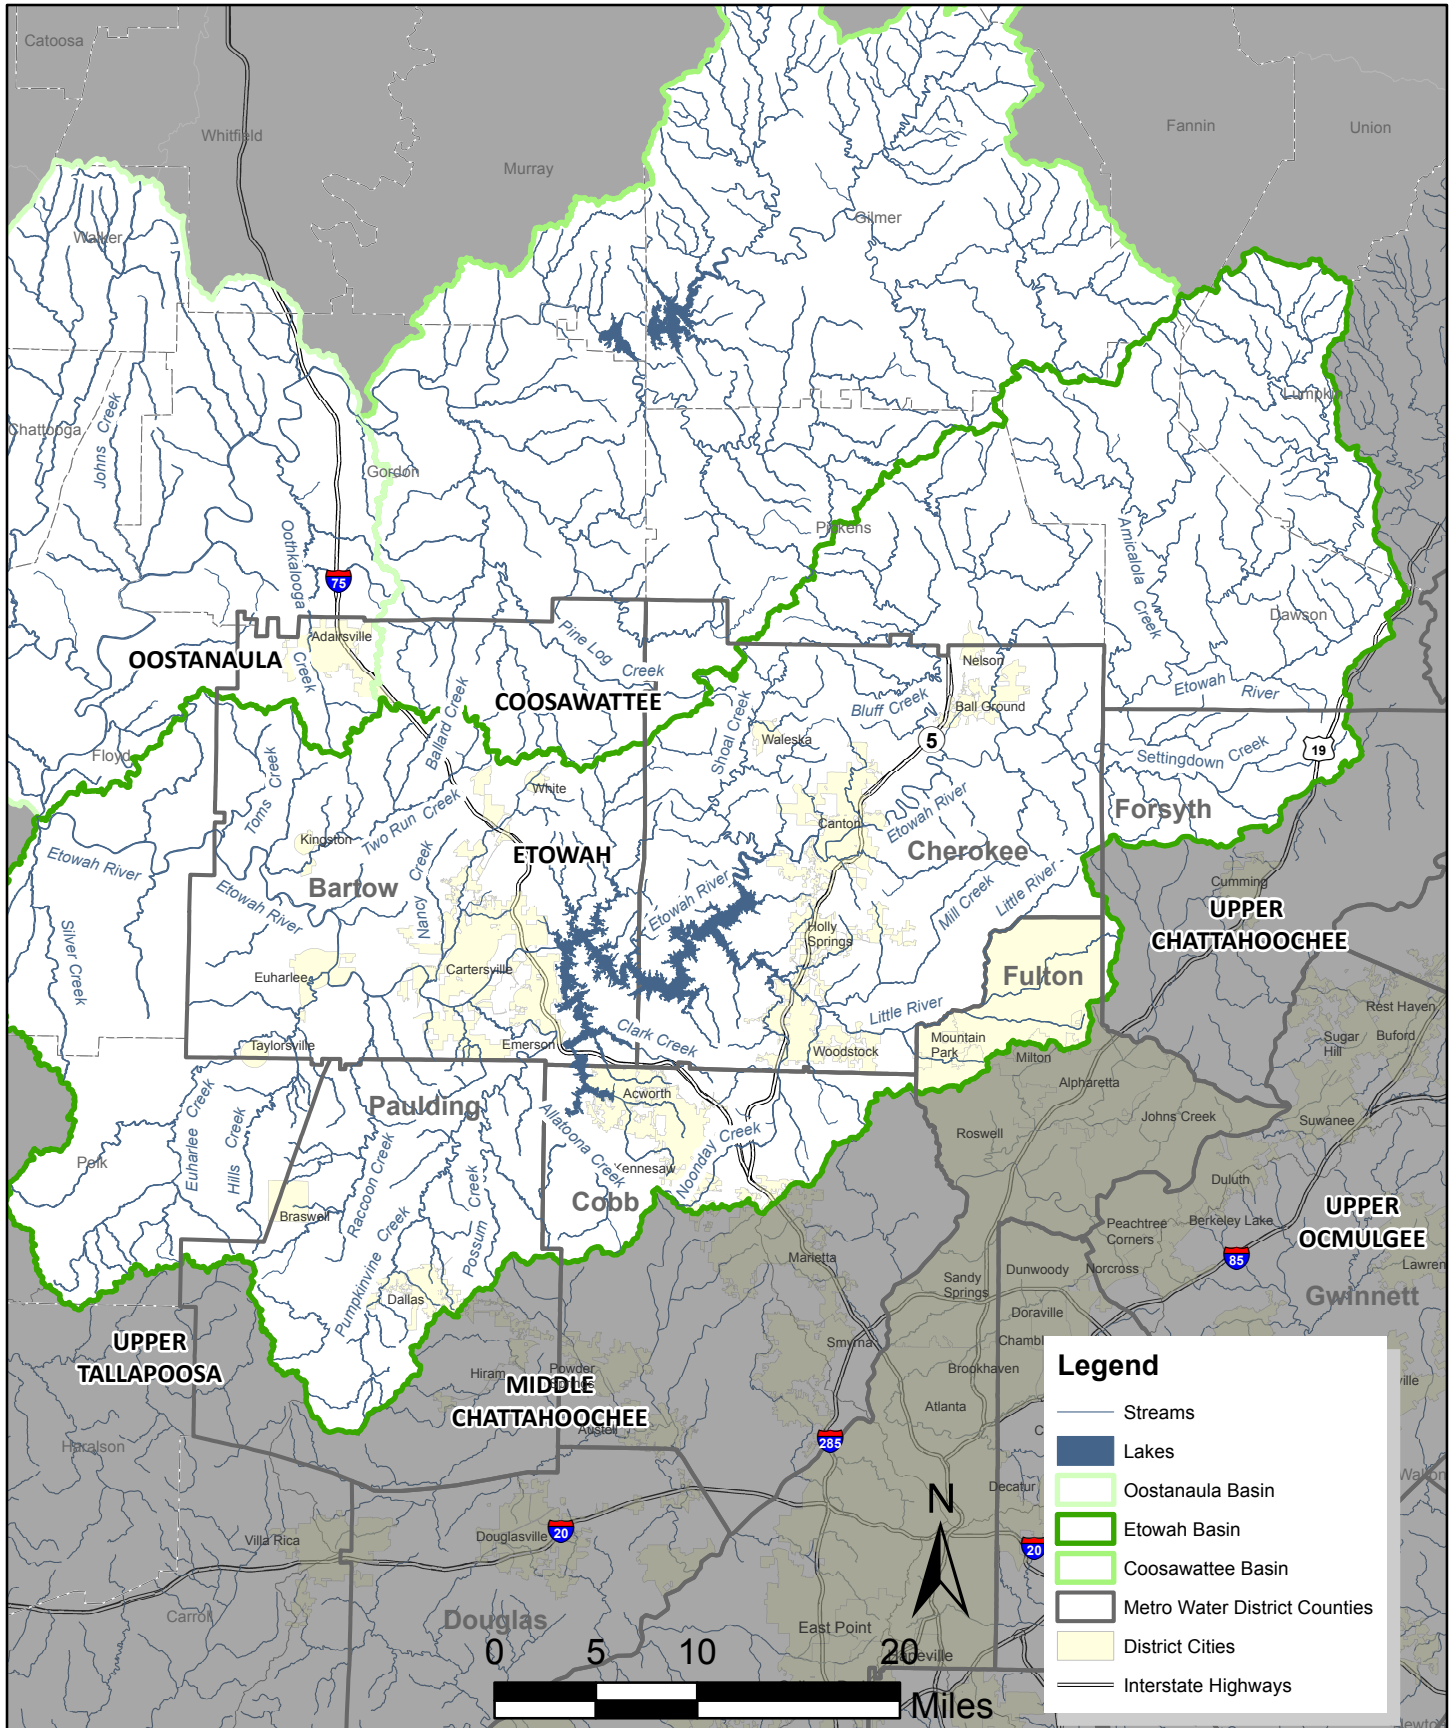 Catoosa
Whitfield
Murray
Fannin
Union
Walker
Gilmer
Chattooga
Johns Creek
Lumpkin
Gordon
Pickens
Oothkalooga
Creek
75
Amicalola
Creek
Dawson
Adairsville
OOSTANAULA
Pine Log
Creek
COOSAWATTEE
Nelson
Ball Ground
Bluff Creek
Etowah
River
5
19
Settingdown Creek
Forsyth
Floyd
Toms Creek
Ballard Creek
Shoal Creek
Waleska
White
Kingston
Two Run Creek
Canton
Etowah River
ETOWAH
Cherokee
Etowah River
Bartow
Etowah River
Nancy Creek
Etowah River
Mill Creek
Little River
Cumming
UPPER
CHATTAHOOCHEE
Silver Creek
Holly
Springs
Euharlee
Cartersville
Fulton
Rest Haven
Sugar
Hill
Buford
Little River
Clark Creek
Taylorsville
Emerson
Woodstock
Mountain
Park
Milton
Alpharetta
Acworth
Paulding
Johns Creek
Suwanee
Roswell
Euharlee Creek
Hills Creek
Raccoon Creek
Allatoona Creek
Noonday Creek
Polk
Kennesaw
Cobb
Duluth
Braswell
Pumpkinvine Creek
Possum Creek
Peachtree
Corners
Berkeley Lake
UPPER
OCMULGEE
85
Marietta
Dunwoody
Norcross
Lawren
Sandy
Springs
Gwinnett
Dallas
Doraville
Chambl
UPPER
TALLAPOOSA
Smyrna
Brookhaven
Hiram
Powder
Springs
MIDDLE
CHATTAHOOCHEE
ville
Atlanta
Austell
C
Haralson
285
Walton
Decatur
N
Villa Rica
Douglasville
20
20
Carroll
Douglas
East Point
Hapeville
0 5 10 20
Miles
Legend
Streams
Lakes
Oostanaula Basin
Etowah Basin
Coosawattee Basin
Metro Water District Counties
District Cities
Interstate Highways